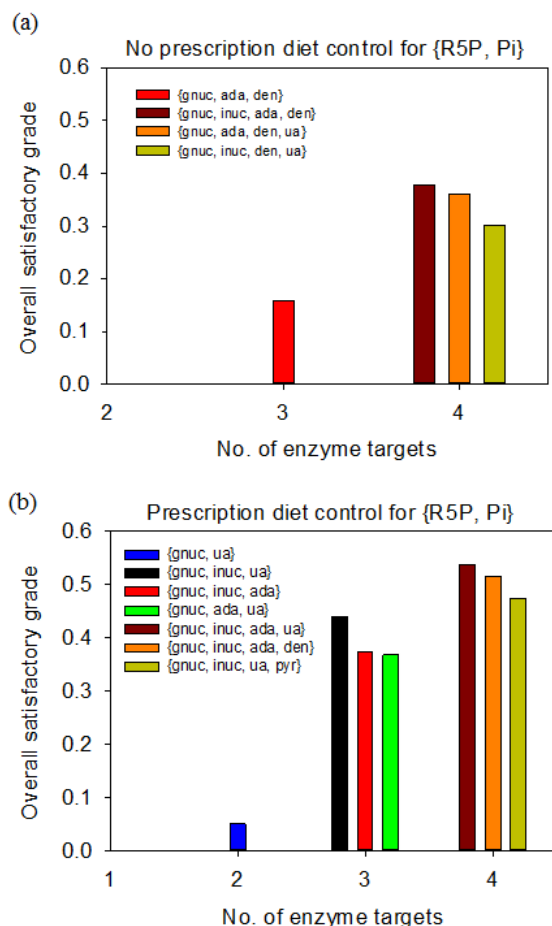 (a)
No prescription diet control for {R5P, Pi}
Overall satisfactory grade
0.6
0.5
0.4
0.3
0.2
0.1
0.0
{gnuc, ada, den}
{gnuc, inuc, ada, den}
{gnuc, ada, den, ua}
{gnuc, inuc, den, ua}
2 3 4
No. of enzyme targets
(b)
Prescription diet control for {R5P, Pi}
Overall satisfactory grade
0.6
0.5
0.4
0.3
0.2
0.1
0.0
{gnuc, ua}
{gnuc, inuc, ua}
{gnuc, inuc, ada}
{gnuc, ada, ua}
{gnuc, inuc, ada, ua}
{gnuc, inuc, ada, den}
{gnuc, inuc, ua, pyr}
1 2 3 4
No. of enzyme targets